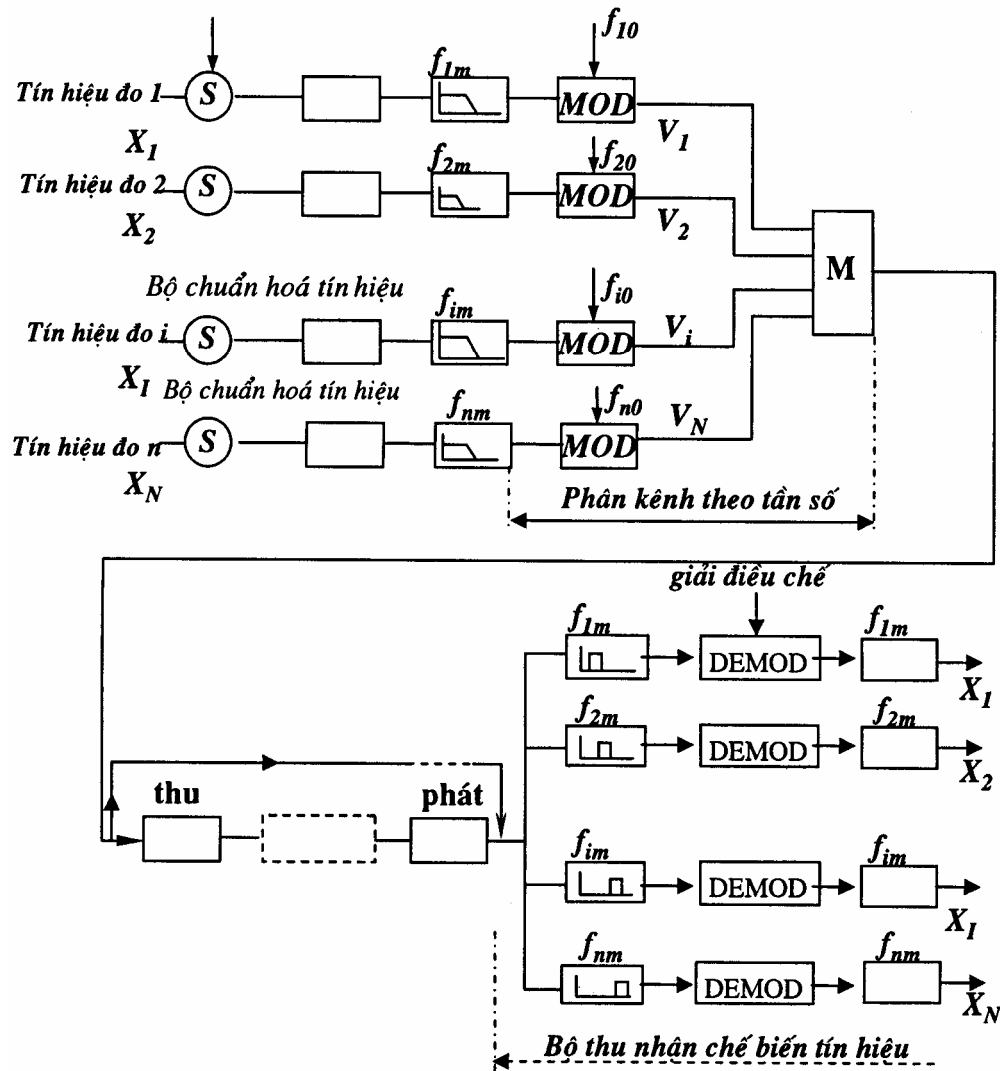 f10
Tín hiệu đo 1 S f1m MOD
X1 V1
Tín hiệu đo 2 S f2m MOD f20
X2 V2
M
Bộ chuẩn hoá tín hiệu
fim fi0
Tín hiệu đo i S MOD Vi
XI Bộ chuẩn hoá tín hiệu
fnm fn0
Tín hiệu đo n S MOD VN
XN
Phân kênh theo tần số
giải điều chế
f1m DEMOD f1m
X1
f2m DEMOD f2m
X2
thu phát
fim DEMOD fim
XI
fnm DEMOD fnm
XN
Bộ thu nhân chế biến tín hiệu